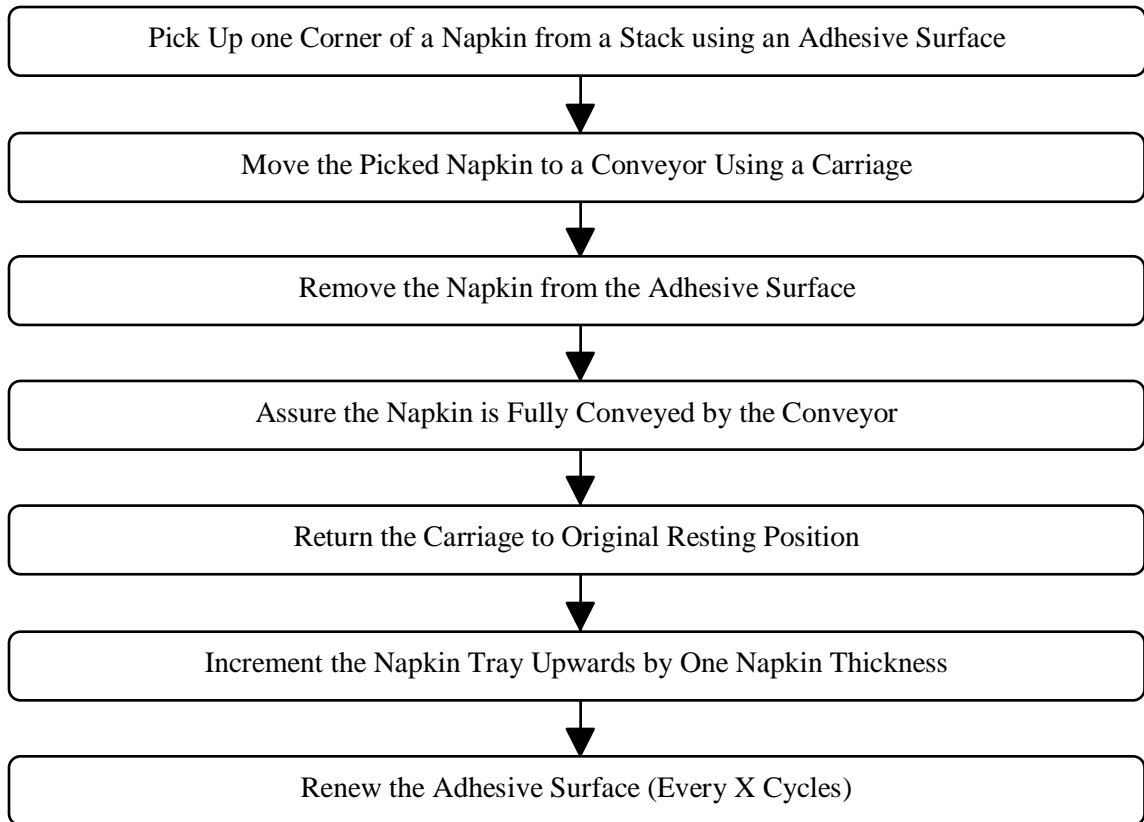 Pick Up one Corner of a Napkin from a Stack using an Adhesive Surface
Move the Picked Napkin to a Conveyor Using a Carriage
Remove the Napkin from the Adhesive Surface
Assure the Napkin is Fully Conveyed by the Conveyor
Return the Carriage to Original Resting Position
Increment the Napkin Tray Upwards by One Napkin Thickness
Renew the Adhesive Surface (Every X Cycles)